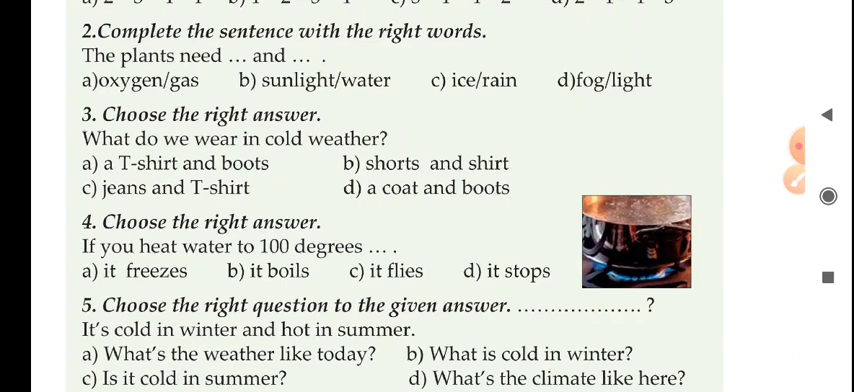 2.Complete the sentence with the right words.
The plants need ... and ... .
a)oxygen/gas b) sunlight/water c) ice/rain d)fog/light
3. Choose the right answer.
What do we wear in cold weather?
a) a T-shirt and boots b) shorts and shirt
c) jeans and T-shirt d) a coat and boots
4. Choose the right answer.
If you heat water to 100 degrees ... .
a) it freezes b) it boils c) it flies d) it stops
5. Choose the right question to the given answer. .................... ?
It's cold in winter and hot in summer.
a) What's the weather like today? b) What is cold in winter?
c) Is it cold in summer? d) What's the climate like here?